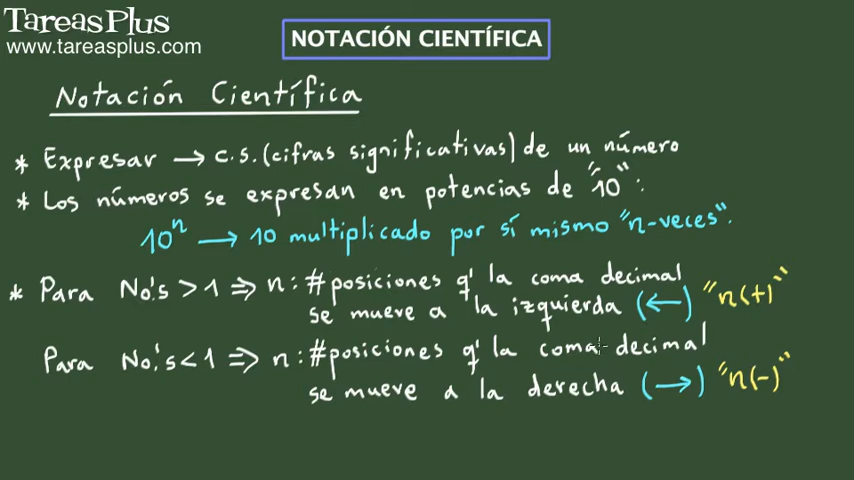 TareasPlus
www.tareasplus.com
NOTACIÓN CIENTÍFICA
Notación Científica
* Expresar → c.s. (cifras significativas) de un número
* Los números se expresan en potencias de "10" :
10ⁿ → 10 multiplicado por sí mismo "n-veces".
* Para No.'s > 1 ⇒ n : # posiciones q' la coma decimal
se mueve a la izquierda (←) "n(+)"
Para No.'s < 1 ⇒ n : # posiciones q' la coma decimal
se mueve a la derecha (→) "n(-)"